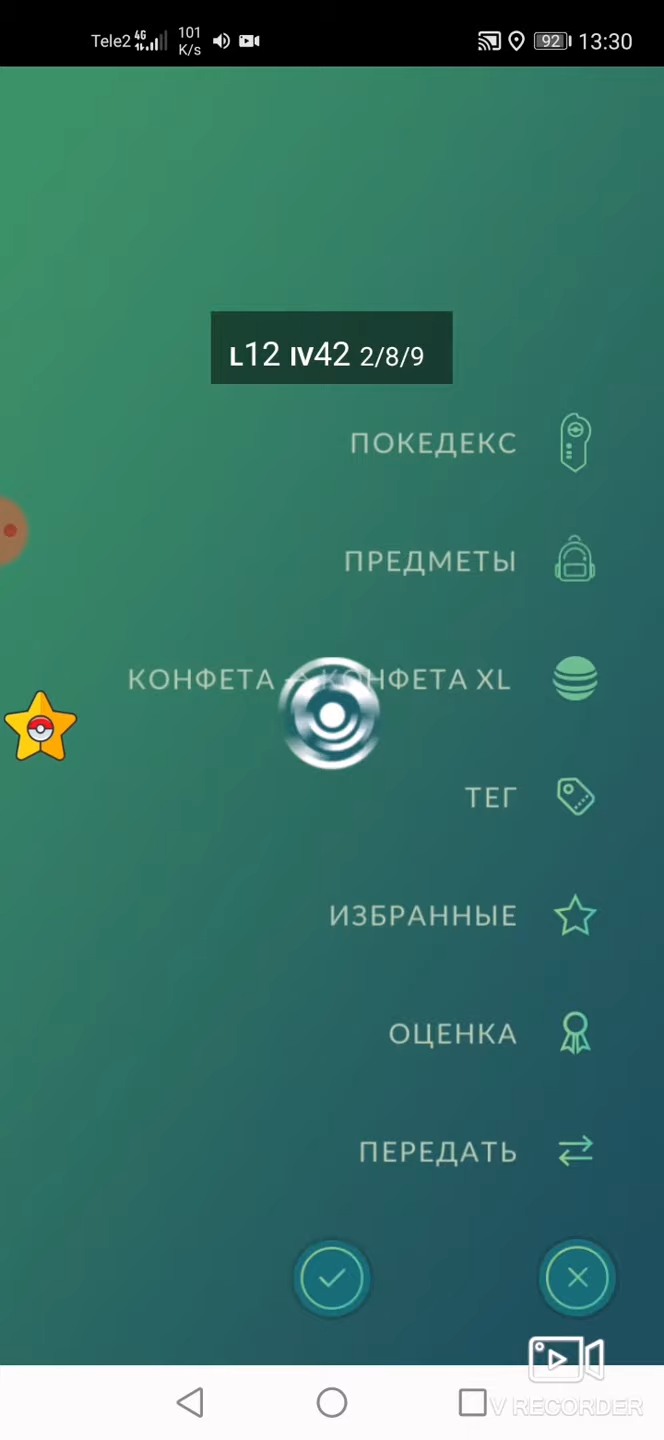 Tele2 4G 101 K/s 92 13:30
L12 IV42 2/8/9
ПОКЕДЕКС
ПРЕДМЕТЫ
КОНФЕТА → КОНФЕТА XL
ТЕГ
ИЗБРАННЫЕ
ОЦЕНКА
ПЕРЕДАТЬ
V RECORDER